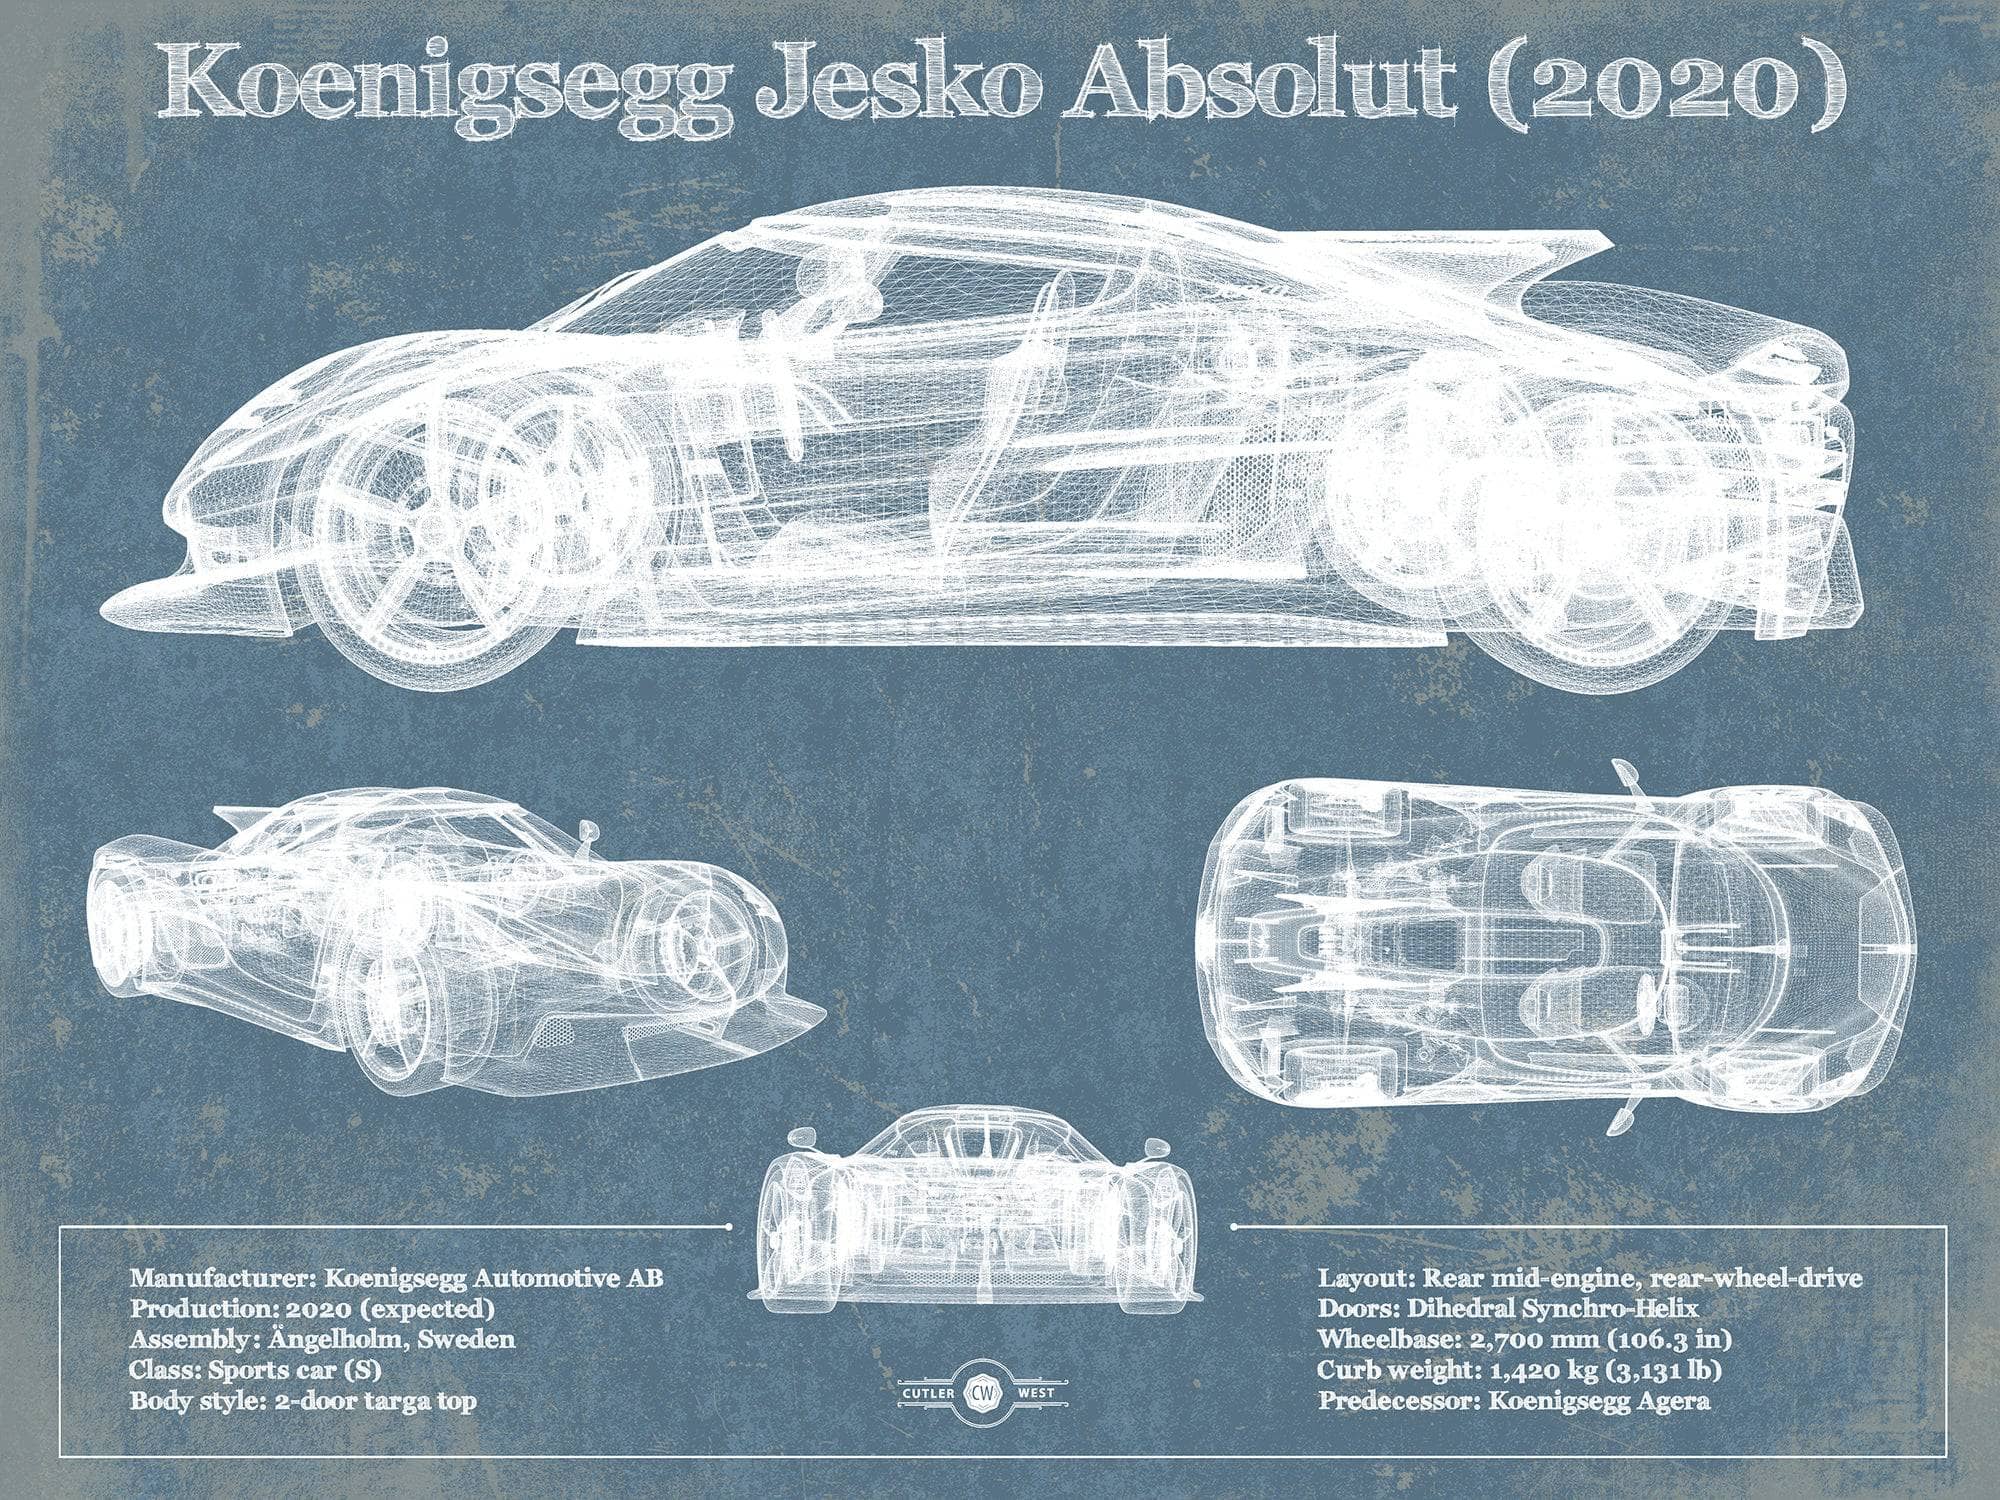 Koenigsegg Jesko Absolut (2020)
Manufacturer: Koenigsegg Automotive AB
Production: 2020 (expected)
Assembly: Ängelholm, Sweden
Class: Sports car (S)
Body style: 2-door targa top
CUTLER CW WEST
Layout: Rear mid-engine, rear-wheel-drive
Doors: Dihedral Synchro-Helix
Wheelbase: 2,700 mm (106.3 in)
Curb weight: 1,420 kg (3,131 lb)
Predecessor: Koenigsegg Agera